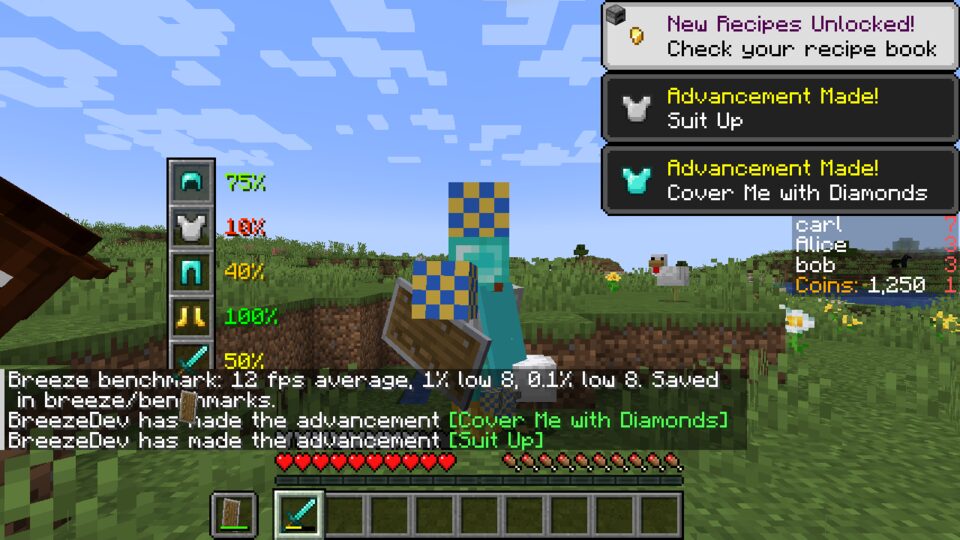 New Recipes Unlocked!
Check your recipe book
Advancement Made!
Suit Up
Advancement Made!
Cover Me with Diamonds
75%
10%
40%
100%
50%
carl 7
Alice 3
bob 3
Coins: 1,250 1
Breeze benchmark: 12 fps average, 1% low 8, 0.1% low 8. Saved
in breeze/benchmarks.
BreezeDev has made the advancement [Cover Me with Diamonds]
BreezeDev has made the advancement [Suit Up]